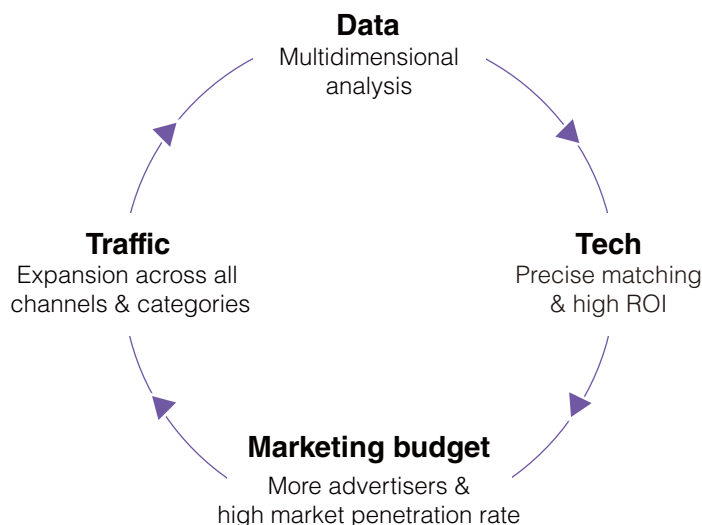 Data
Multidimensional
analysis
Tech
Precise matching
& high ROI
Marketing budget
More advertisers &
high market penetration rate
Traffic
Expansion across all
channels & categories